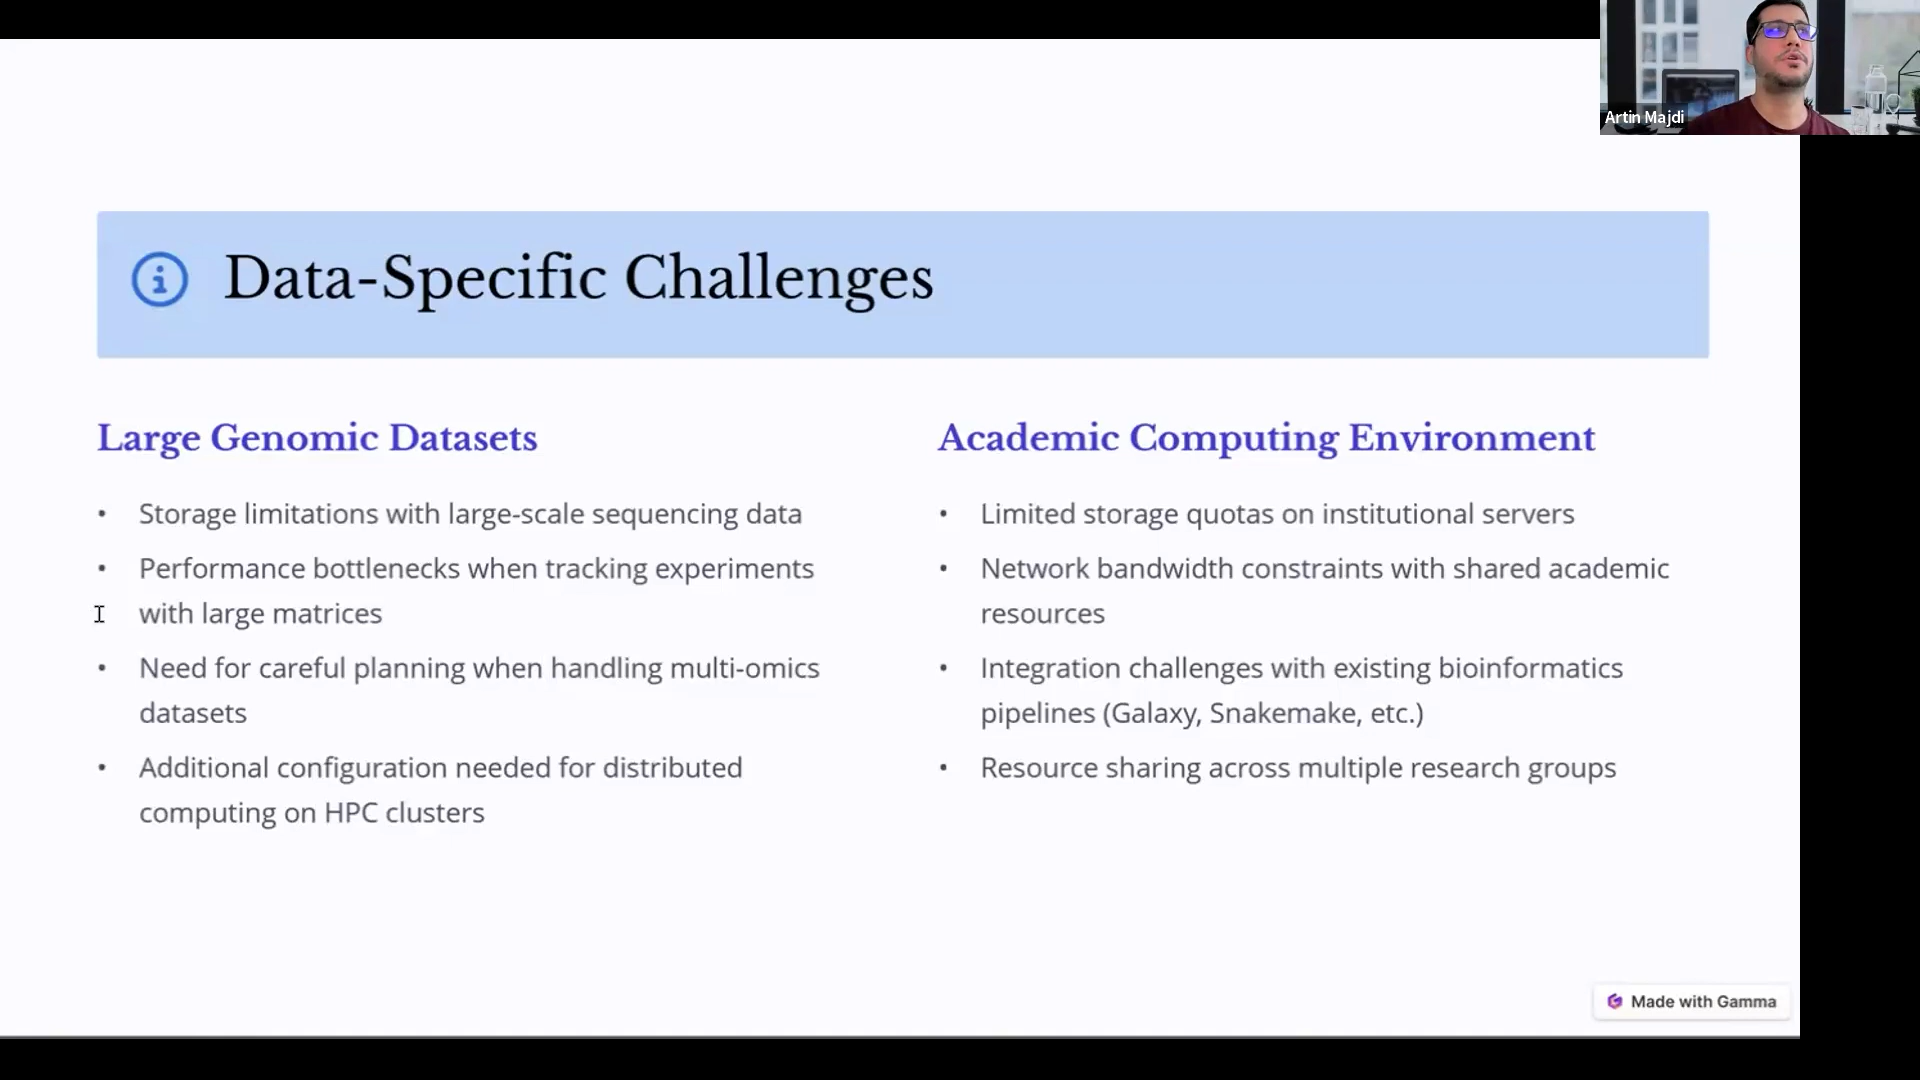 Artin Majdi
Data-Specific Challenges
Large Genomic Datasets
• Storage limitations with large-scale sequencing data
• Performance bottlenecks when tracking experiments
with large matrices
• Need for careful planning when handling multi-omics
datasets
• Additional configuration needed for distributed
computing on HPC clusters
Academic Computing Environment
• Limited storage quotas on institutional servers
• Network bandwidth constraints with shared academic
resources
• Integration challenges with existing bioinformatics
pipelines (Galaxy, Snakemake, etc.)
• Resource sharing across multiple research groups
Made with Gamma